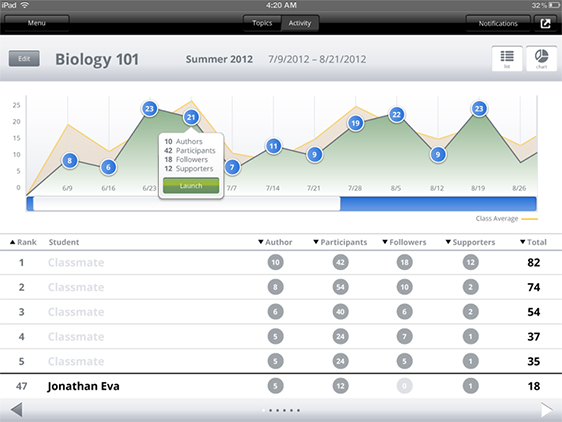 iPad 4:20 AM 32%
Menu Topics Activity Notifications
Edit Biology 101 Summer 2012 7/9/2012 – 8/21/2012 list chart
25
20
15
10
5
0
8 6 23 21 7 11 9 19 22 9 23
10 Authors
42 Participants
18 Followers
12 Supporters
Launch
6/9 6/16 6/23 7/7 7/14 7/21 7/28 8/5 8/12 8/19 8/26
Class Average
Rank Student Author Participants Followers Supporters Total
1 Classmate 10 42 18 12 82
2 Classmate 8 54 10 2 74
3 Classmate 6 40 6 2 54
4 Classmate 5 24 7 1 37
5 Classmate 5 24 5 1 35
47 Jonathan Eva 5 12 0 1 18